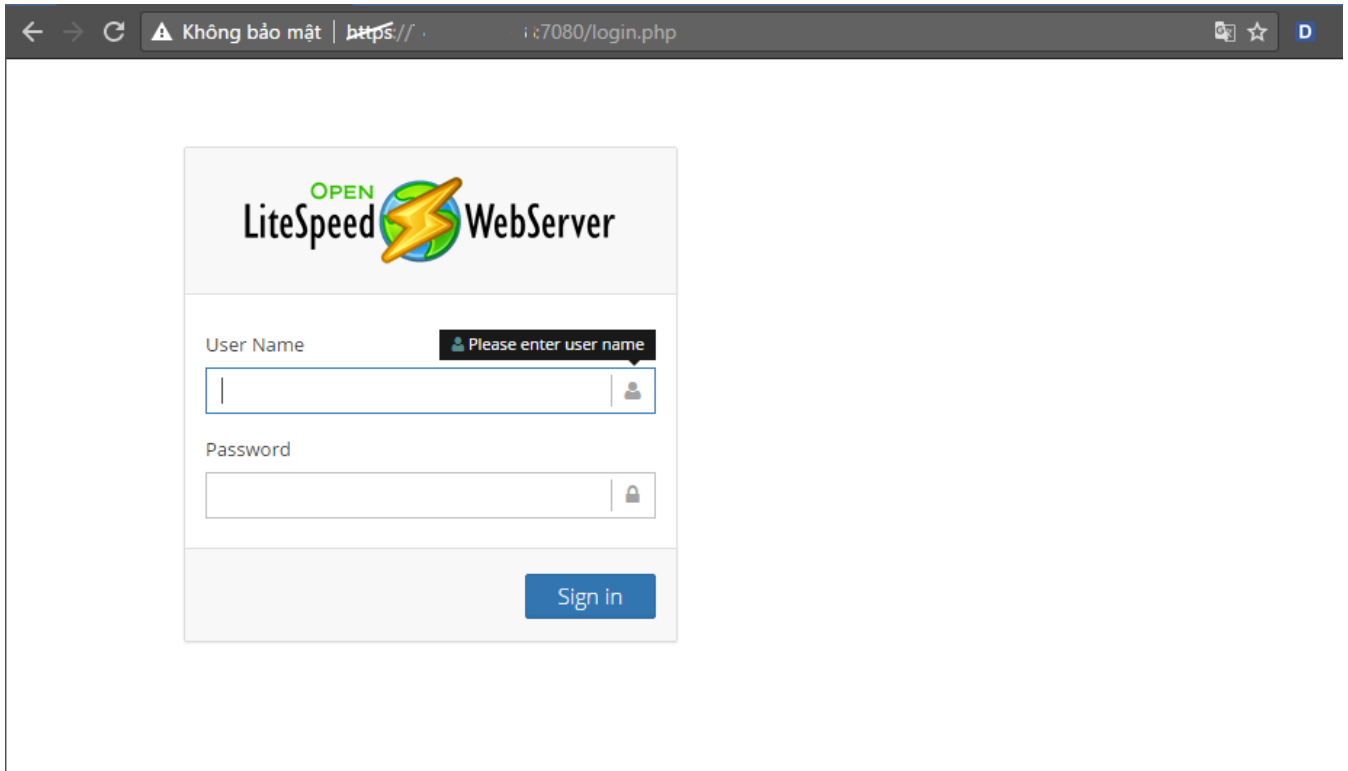 Không bảo mật | https:// :7080/login.php
D
OPEN
LiteSpeed WebServer
User Name
Please enter user name
Password
Sign in